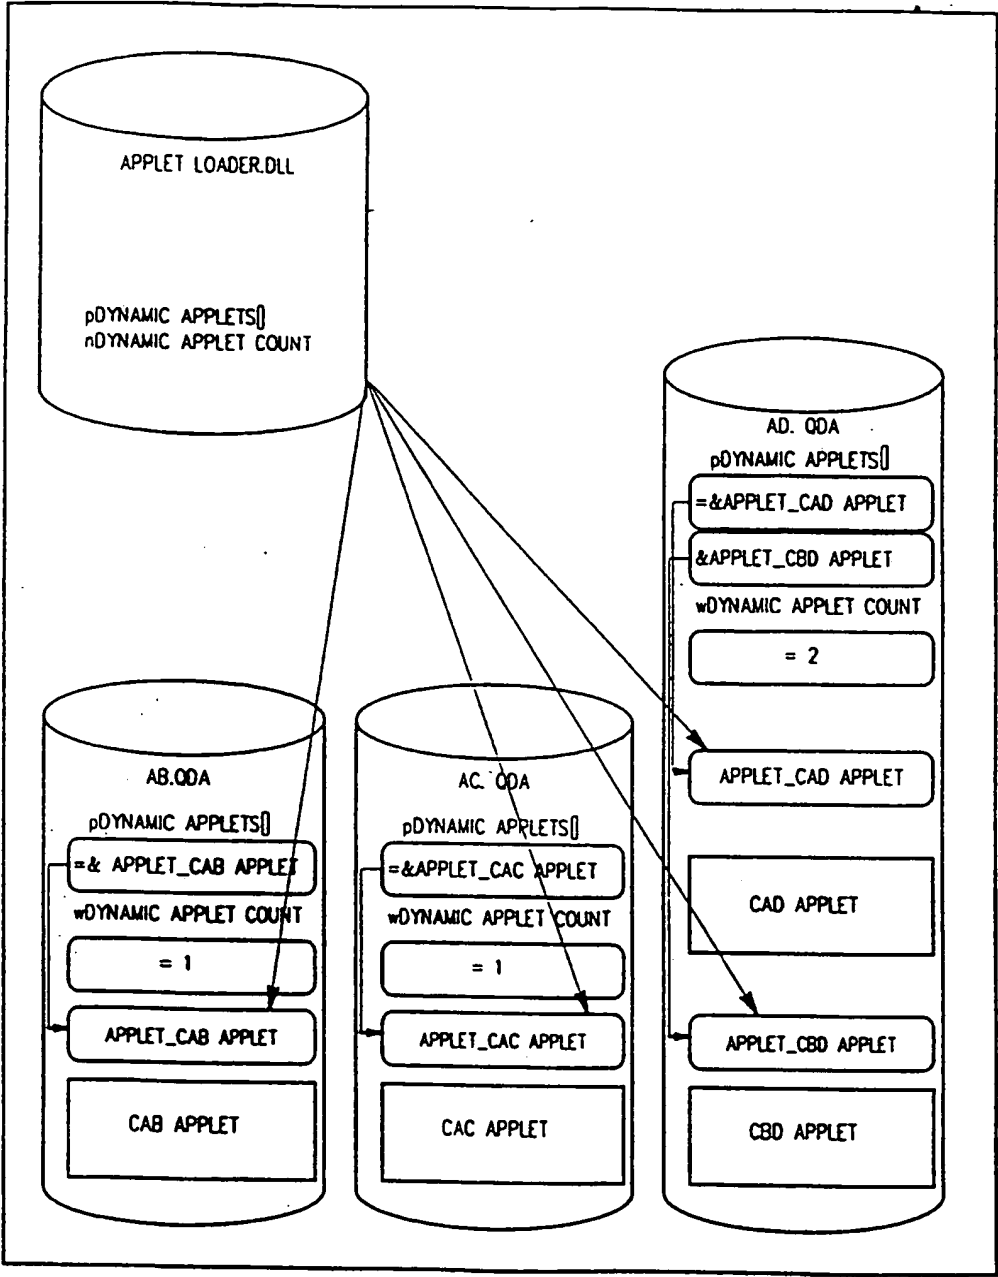 APPLET LOADER.DLL
pDYNAMIC APPLETS[]
nDYNAMIC APPLET COUNT
AD. ODA
pDYNAMIC APPLETS[]
=&APPLET_CAD APPLET
&APPLET_CBD APPLET
wDYNAMIC APPLET COUNT
= 2
APPLET_CAD APPLET
CAD APPLET
APPLET_CBD APPLET
CBD APPLET
AB.ODA
pDYNAMIC APPLETS[]
=& APPLET_CAB APPLET
wDYNAMIC APPLET COUNT
= 1
APPLET_CAB APPLET
CAB APPLET
AC. ODA
pDYNAMIC APPLETS[]
=&APPLET_CAC APPLET
wDYNAMIC APPLET COUNT
= 1
APPLET_CAC APPLET
CAC APPLET